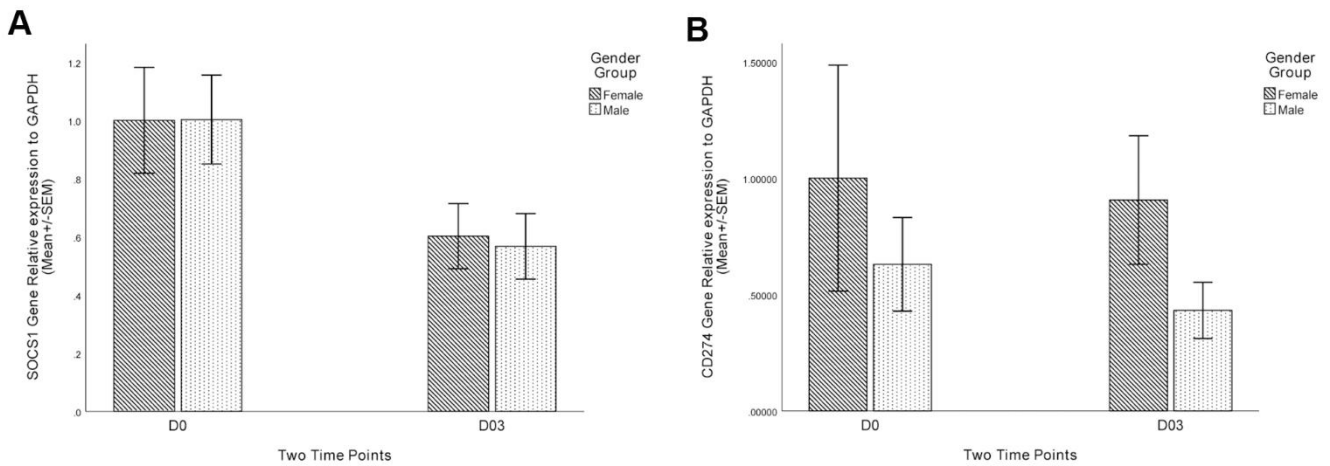 A
SOCS1 Gene Relative expression to GAPDH
(Mean+/-SEM)
1.2
1.0
.8
.6
.4
.2
.0
D0
D03
Two Time Points
Gender
Group
Female
Male
B
CD274 Gene Relative expression to GAPDH
(Mean+/-SEM)
1.50000
1.00000
.50000
.00000
D0
D03
Two Time Points
Gender
Group
Female
Male